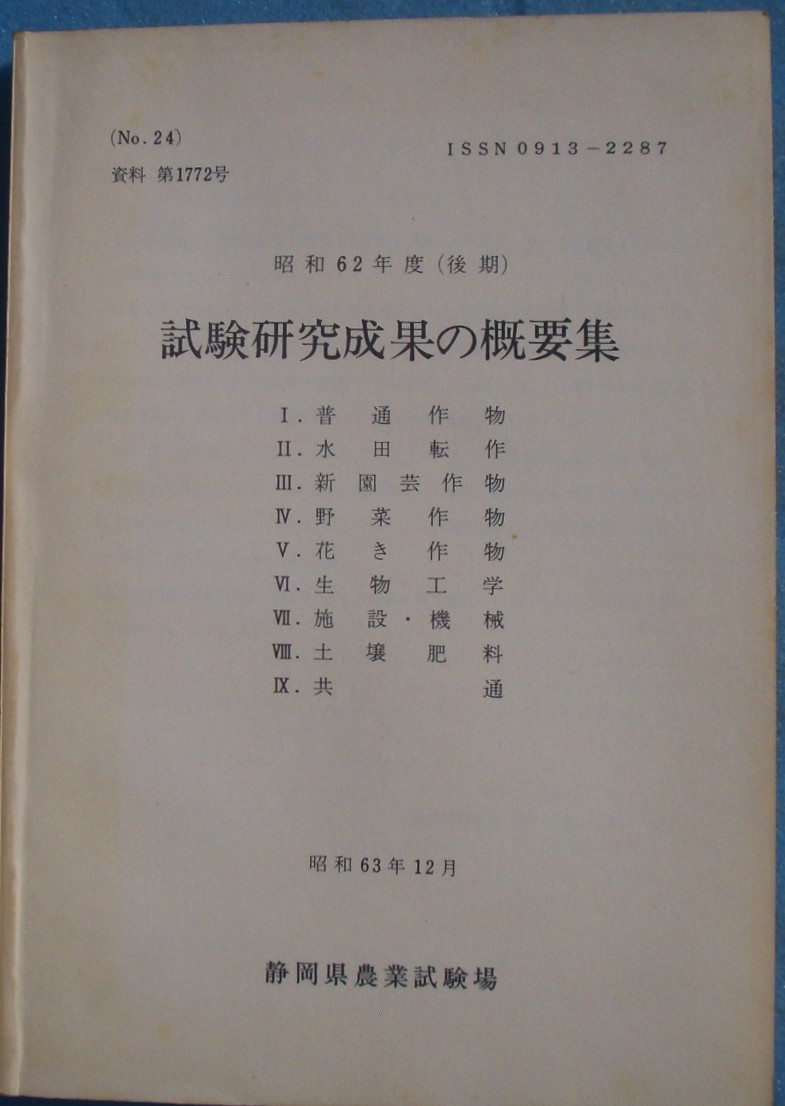 (No. 24)
ISSN 0913-2287
資料 第1772号
昭和62年度(後期)
試験研究成果の概要集
Ⅰ. 普通作物
Ⅱ. 水田転作
Ⅲ. 新園芸作物
Ⅳ. 野菜作物
Ⅴ. 花き作物
Ⅵ. 生物工学
Ⅶ. 施設・機械
Ⅷ. 土壌肥料
Ⅸ. 共通
昭和63年12月
静岡県農業試験場